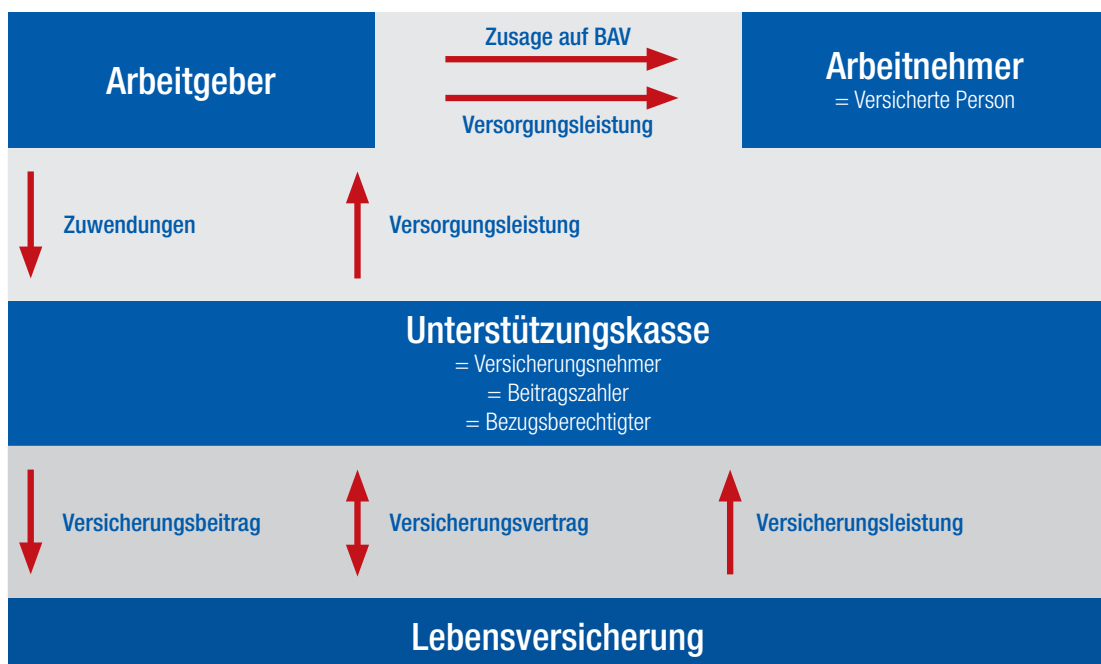 Arbeitgeber
Zusage auf BAV
Versorgungsleistung
Arbeitnehmer
= Versicherte Person
Zuwendungen
Versorgungsleistung
Unterstützungskasse
= Versicherungsnehmer
= Beitragszahler
= Bezugsberechtigter
Versicherungsbeitrag
Versicherungsvertrag
Versicherungsleistung
Lebensversicherung